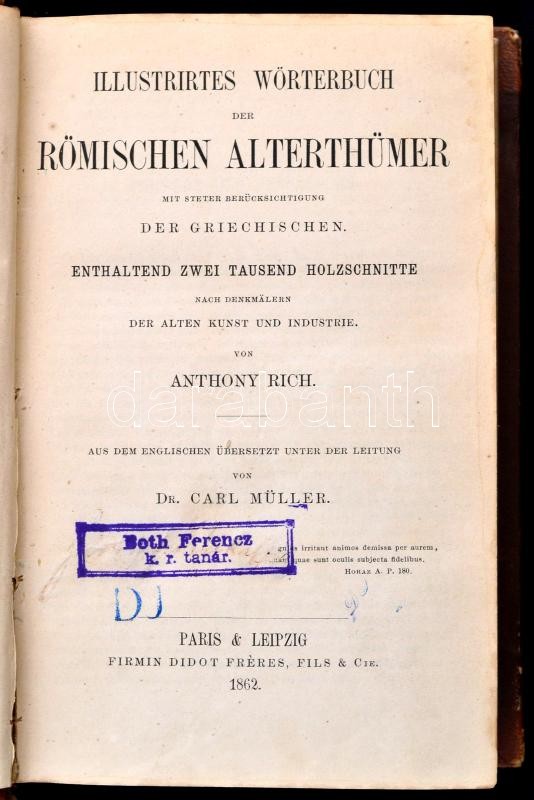 ILLUSTRIRTES WÖRTERBUCH
DER
RÖMISCHEN ALTERTHÜMER
MIT STETER BERÜCKSICHTIGUNG
DER GRIECHISCHEN.
ENTHALTEND ZWEI TAUSEND HOLZSCHNITTE
NACH DENKMÄLERN
DER ALTEN KUNST UND INDUSTRIE.
VON
ANTHONY RICH.
darabanth
AUS DEM ENGLISCHEN ÜBERSETZT UNTER DER LEITUNG
VON
DR. CARL MÜLLER.
Both Ferencz
k. r. tanár.
irritant animos demissa per aurem,
quae sunt oculis subjecta fidelibus.
HORAZ A. P. 180.
DJ
PARIS & LEIPZIG
FIRMIN DIDOT FRÈRES, FILS & CIE.
1862.